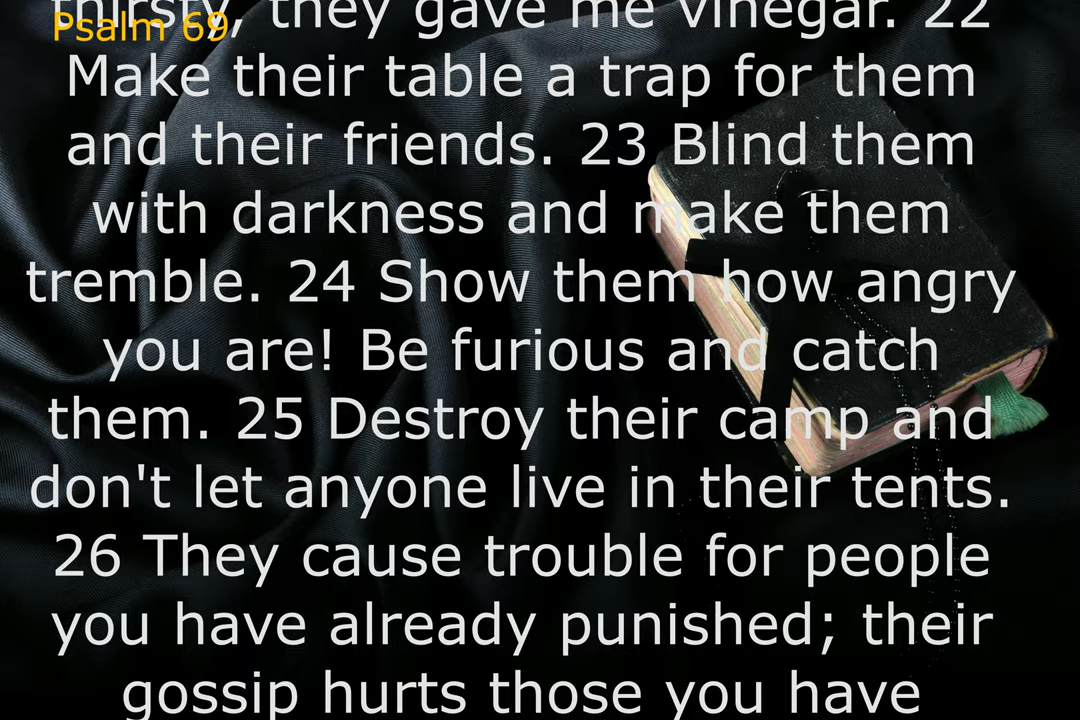 thirsty, they gave me vinegar. 22
Psalm 69
Make their table a trap for them
and their friends. 23 Blind them
with darkness and make them
tremble. 24 Show them how angry
you are! Be furious and catch
them. 25 Destroy their camp and
don't let anyone live in their tents.
26 They cause trouble for people
you have already punished; their
gossip hurts those you have